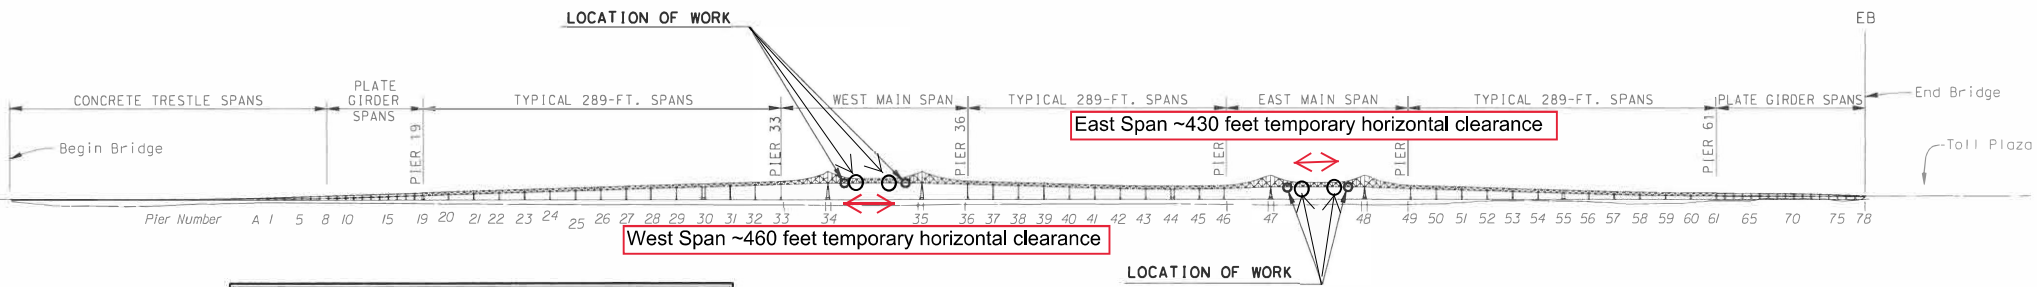 LOCATION OF WORK
EB
CONCRETE TRESTLE SPANS
PLATE
GIRDER
SPANS
TYPICAL 289-FT. SPANS
WEST MAIN SPAN
TYPICAL 289-FT. SPANS
EAST MAIN SPAN
TYPICAL 289-FT. SPANS
PLATE GIRDER SPANS
End Bridge
East Span ~430 feet temporary horizontal clearance
Begin Bridge
PIER 19
PIER 33
PIER 36
PIER 46
PIER 49
PIER 61
Toll Plaza
Pier Number A 1 5 8 10 15 19 20 21 22 23 24 25 26 27 28 29 30 31 32 33 34 35 36 37 38 39 40 41 42 43 44 45 46 47 48 49 50 51 52 53 54 55 56 57 58 59 60 61 65 70 75 78
West Span ~460 feet temporary horizontal clearance
LOCATION OF WORK